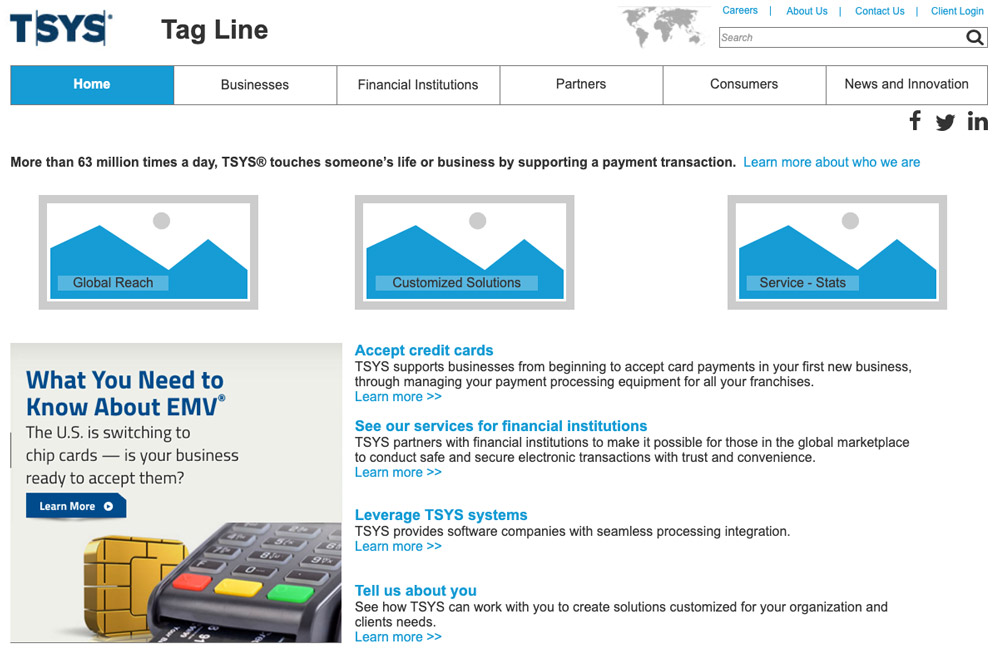 TSYS®
Tag Line
Careers | About Us | Contact Us | Client Login
Search
Home Businesses Financial Institutions Partners Consumers News and Innovation
More than 63 million times a day, TSYS® touches someone’s life or business by supporting a payment transaction. Learn more about who we are
Global Reach Customized Solutions Service - Stats
What You Need to
Know About EMV®
The U.S. is switching to
chip cards — is your business
ready to accept them?
Learn More
Accept credit cards
TSYS supports businesses from beginning to accept card payments in your first new business,
through managing your payment processing equipment for all your franchises.
Learn more >>
See our services for financial institutions
TSYS partners with financial institutions to make it possible for those in the global marketplace
to conduct safe and secure electronic transactions with trust and convenience.
Learn more >>
Leverage TSYS systems
TSYS provides software companies with seamless processing integration.
Learn more >>
Tell us about you
See how TSYS can work with you to create solutions customized for your organization and
clients needs.
Learn more >>